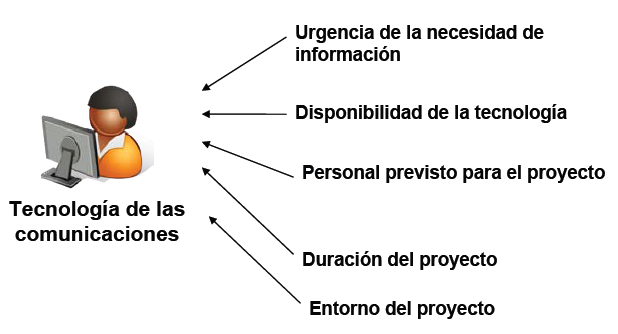 Urgencia de la necesidad de
información
Disponibilidad de la tecnología
Personal previsto para el proyecto
Tecnología de las
comunicaciones
Duración del proyecto
Entorno del proyecto